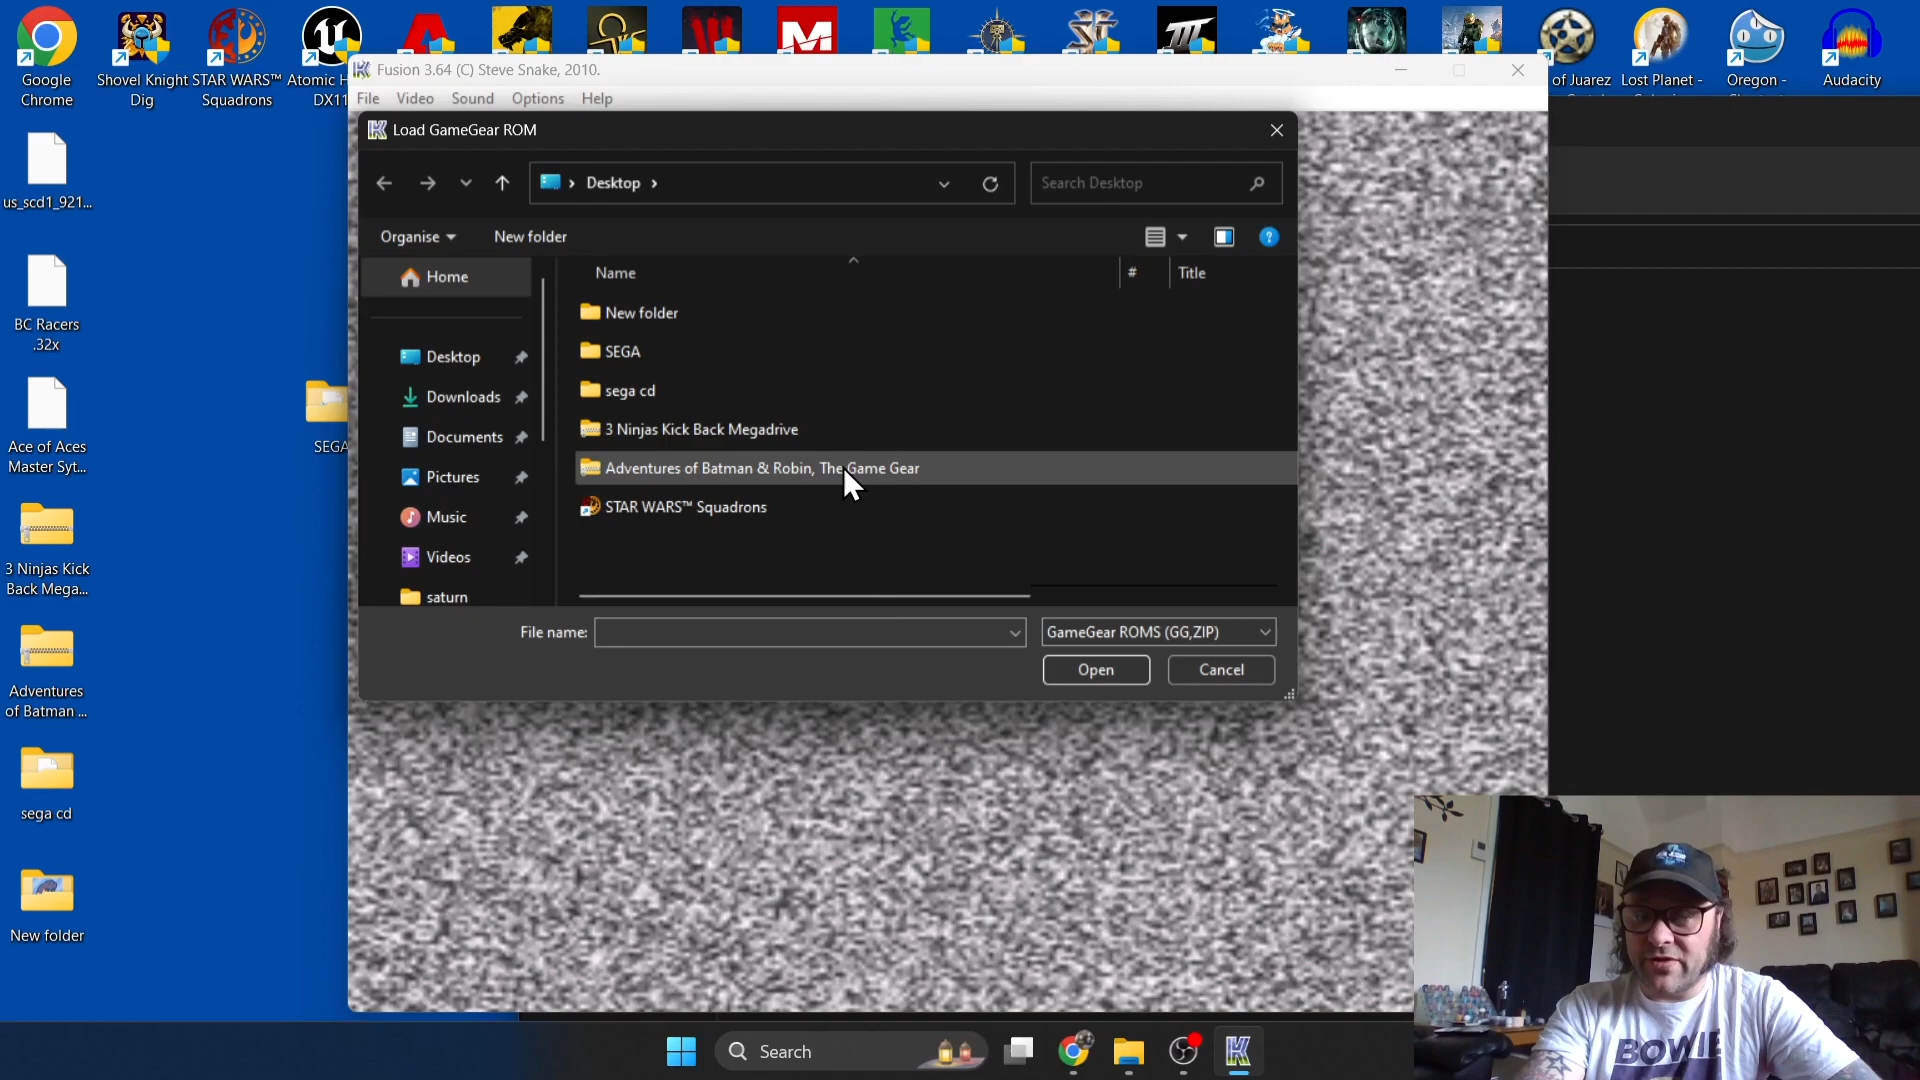 Google Chrome
Shovel Knight Dig
STAR WARS™ Squadrons
Atomic H
DX11
of Juarez
Lost Planet -
Oregon -
Audacity
Fusion 3.64 (C) Steve Snake, 2010.
File Video Sound Options Help
Load GameGear ROM
Desktop
Search Desktop
Organise New folder
Name # Title
Home
Desktop
Downloads
Documents
Pictures
Music
Videos
saturn
New folder
SEGA
sega cd
3 Ninjas Kick Back Megadrive
Adventures of Batman & Robin, The Game Gear
STAR WARS™ Squadrons
File name:
GameGear ROMS (GG,ZIP)
Open Cancel
us_scd1_921...
BC Racers
.32x
Ace of Aces
Master Syt...
3 Ninjas Kick
Back Mega...
Adventures
of Batman ...
sega cd
New folder
SEGA
Search
BOWIE